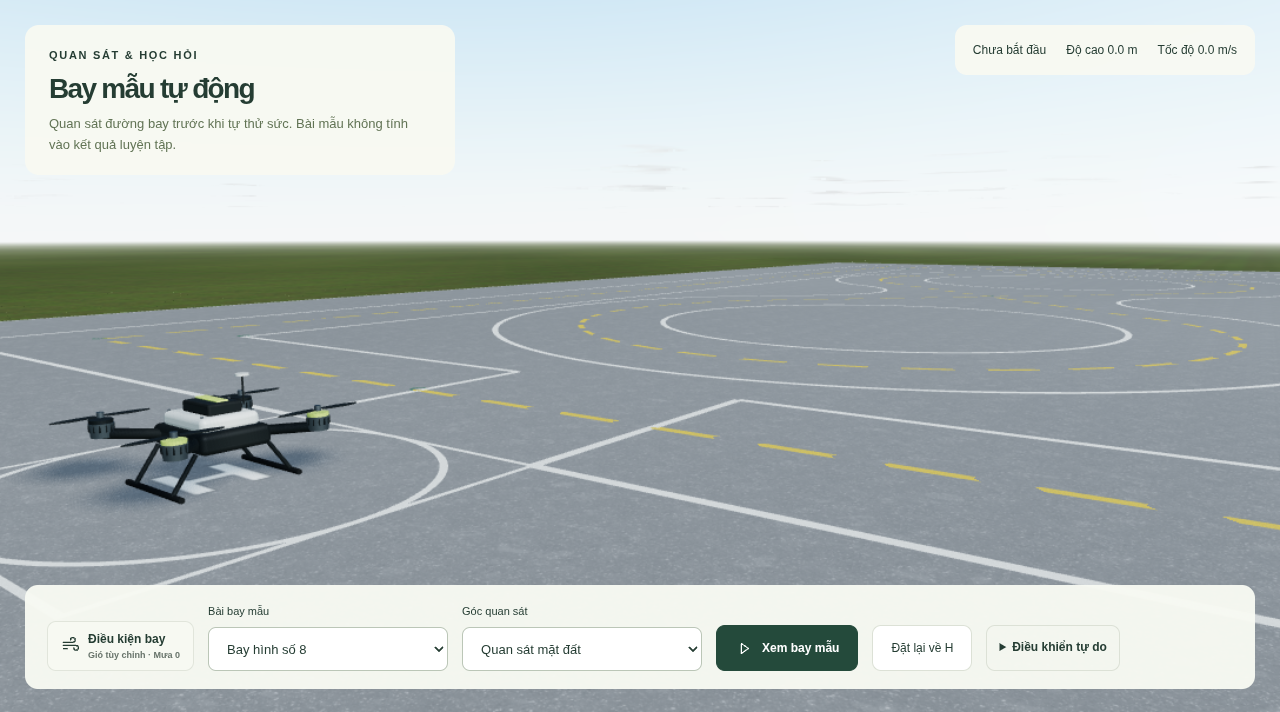 QUAN SÁT & HỌC HỎI
Bay mẫu tự động
Quan sát đường bay trước khi tự thử sức. Bài mẫu không tính
vào kết quả luyện tập.
Chưa bắt đầu Độ cao 0.0 m Tốc độ 0.0 m/s
H
Điều kiện bay
Gió tùy chỉnh · Mưa 0
Bài bay mẫu
Bay hình số 8
Góc quan sát
Quan sát mặt đất
Xem bay mẫu
Đặt lại về H
Điều khiển tự do